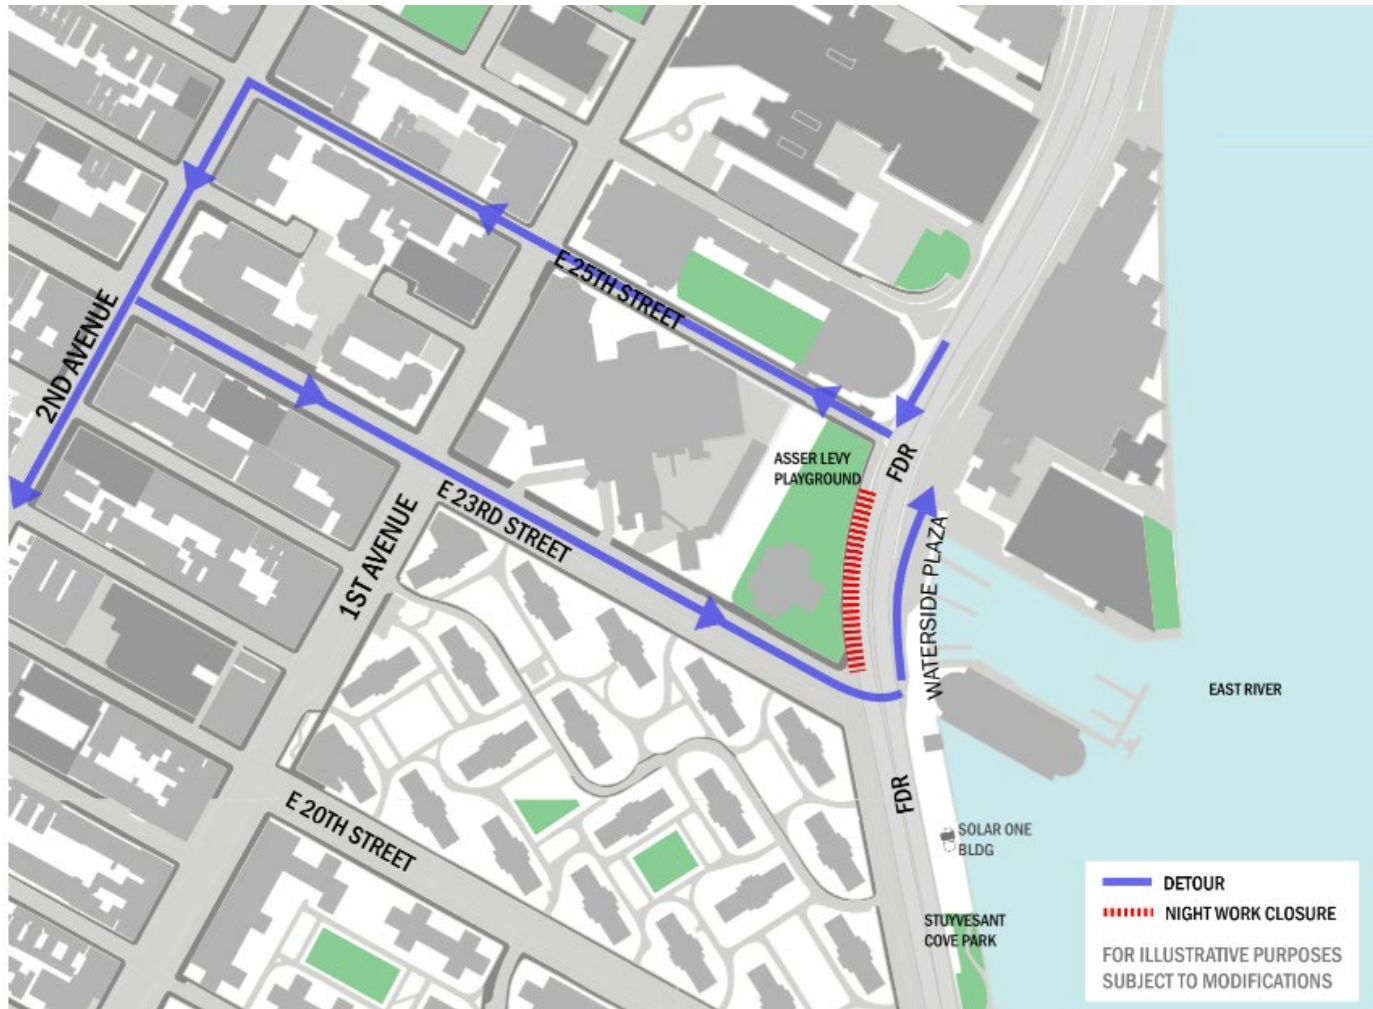 E 25TH STREET
2ND AVENUE
ASSER LEVY
PLAYGROUND
FDR
E 23RD STREET
1ST AVENUE
WATERSIDE PLAZA
EAST RIVER
E 20TH STREET
FDR
SOLAR ONE
BLDG
STUYVESANT
COVE PARK
DETOUR
NIGHT WORK CLOSURE
FOR ILLUSTRATIVE PURPOSES
SUBJECT TO MODIFICATIONS